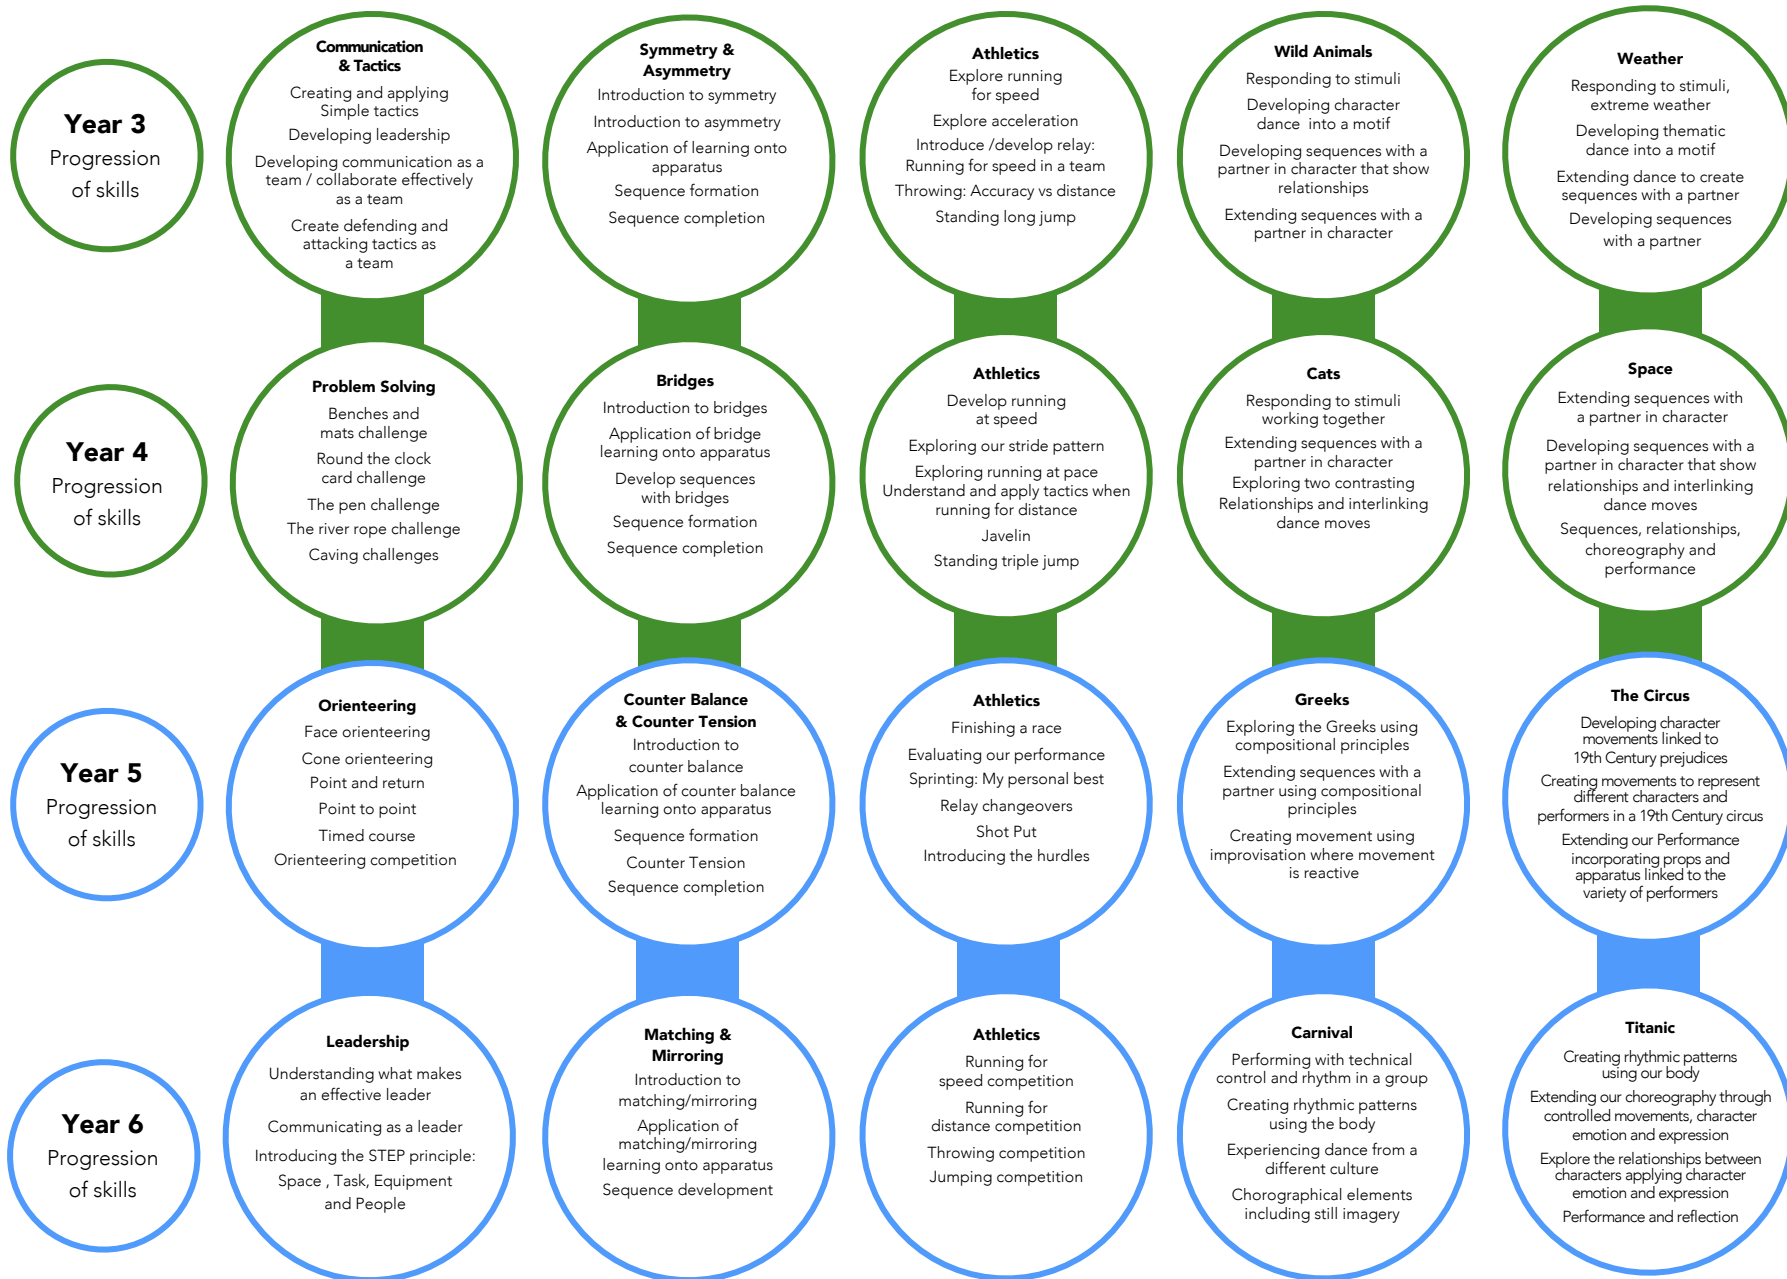 Year 3
Progression
of skills
Communication
& Tactics
Creating and applying
Simple tactics
Developing leadership
Developing communication as a
team / collaborate effectively
as a team
Create defending and
attacking tactics as
a team
Symmetry &
Asymmetry
Introduction to symmetry
Introduction to asymmetry
Application of learning onto
apparatus
Sequence formation
Sequence completion
Athletics
Explore running
for speed
Explore acceleration
Introduce /develop relay:
Running for speed in a team
Throwing: Accuracy vs distance
Standing long jump
Wild Animals
Responding to stimuli
Developing character
dance into a motif
Developing sequences with a
partner in character that show
relationships
Extending sequences with a
partner in character
Weather
Responding to stimuli,
extreme weather
Developing thematic
dance into a motif
Extending dance to create
sequences with a partner
Developing sequences
with a partner
Year 4
Progression
of skills
Problem Solving
Benches and
mats challenge
Round the clock
card challenge
The pen challenge
The river rope challenge
Caving challenges
Bridges
Introduction to bridges
Application of bridge
learning onto apparatus
Develop sequences
with bridges
Sequence formation
Sequence completion
Athletics
Develop running
at speed
Exploring our stride pattern
Exploring running at pace
Understand and apply tactics when
running for distance
Javelin
Standing triple jump
Cats
Responding to stimuli
working together
Extending sequences with a
partner in character
Exploring two contrasting
Relationships and interlinking
dance moves
Space
Extending sequences with
a partner in character
Developing sequences with a
partner in character that show
relationships and interlinking
dance moves
Sequences, relationships,
choreography and
performance
Year 5
Progression
of skills
Orienteering
Face orienteering
Cone orienteering
Point and return
Point to point
Timed course
Orienteering competition
Counter Balance
& Counter Tension
Introduction to
counter balance
Application of counter balance
learning onto apparatus
Sequence formation
Counter Tension
Sequence completion
Athletics
Finishing a race
Evaluating our performance
Sprinting: My personal best
Relay changeovers
Shot Put
Introducing the hurdles
Greeks
Exploring the Greeks using
compositional principles
Extending sequences with a
partner using compositional
principles
Creating movement using
improvisation where movement
is reactive
The Circus
Developing character
movements linked to
19th Century prejudices
Creating movements to represent
different characters and
performers in a 19th Century circus
Extending our Performance
incorporating props and
apparatus linked to the
variety of performers
Year 6
Progression
of skills
Leadership
Understanding what makes
an effective leader
Communicating as a leader
Introducing the STEP principle:
Space , Task, Equipment
and People
Matching &
Mirroring
Introduction to
matching/mirroring
Application of
matching/mirroring
learning onto apparatus
Sequence development
Athletics
Running for
speed competition
Running for
distance competition
Throwing competition
Jumping competition
Carnival
Performing with technical
control and rhythm in a group
Creating rhythmic patterns
using the body
Experiencing dance from a
different culture
Chorographical elements
including still imagery
Titanic
Creating rhythmic patterns
using our body
Extending our choreography through
controlled movements, character
emotion and expression
Explore the relationships between
characters applying character
emotion and expression
Performance and reflection